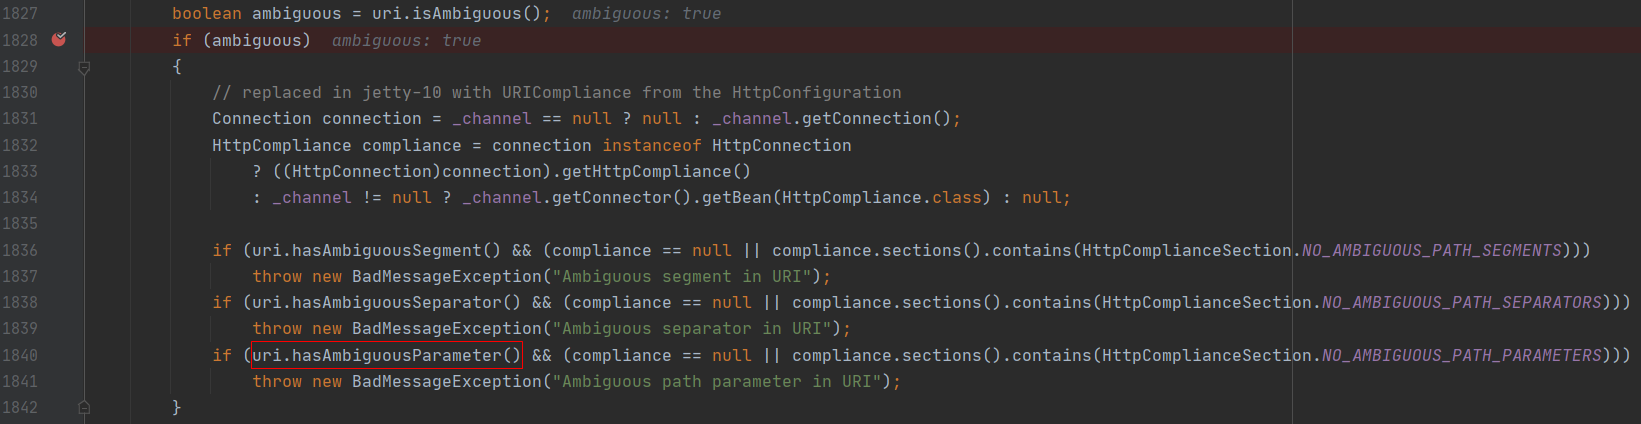 1827 boolean ambiguous = uri.isAmbiguous(); ambiguous: true
1828 if (ambiguous) ambiguous: true
1829 {
1830 // replaced in jetty-10 with URICompliance from the HttpConfiguration
1831 Connection connection = _channel == null ? null : _channel.getConnection();
1832 HttpCompliance compliance = connection instanceof HttpConnection
1833 ? ((HttpConnection)connection).getHttpCompliance()
1834 : _channel != null ? _channel.getConnector().getBean(HttpCompliance.class) : null;
1835
1836 if (uri.hasAmbiguousSegment() && (compliance == null || compliance.sections().contains(HttpComplianceSection.NO_AMBIGUOUS_PATH_SEGMENTS)))
1837 throw new BadMessageException("Ambiguous segment in URI");
1838 if (uri.hasAmbiguousSeparator() && (compliance == null || compliance.sections().contains(HttpComplianceSection.NO_AMBIGUOUS_PATH_SEPARATORS)))
1839 throw new BadMessageException("Ambiguous separator in URI");
1840 if (uri.hasAmbiguousParameter() && (compliance == null || compliance.sections().contains(HttpComplianceSection.NO_AMBIGUOUS_PATH_PARAMETERS)))
1841 throw new BadMessageException("Ambiguous path parameter in URI");
1842 }